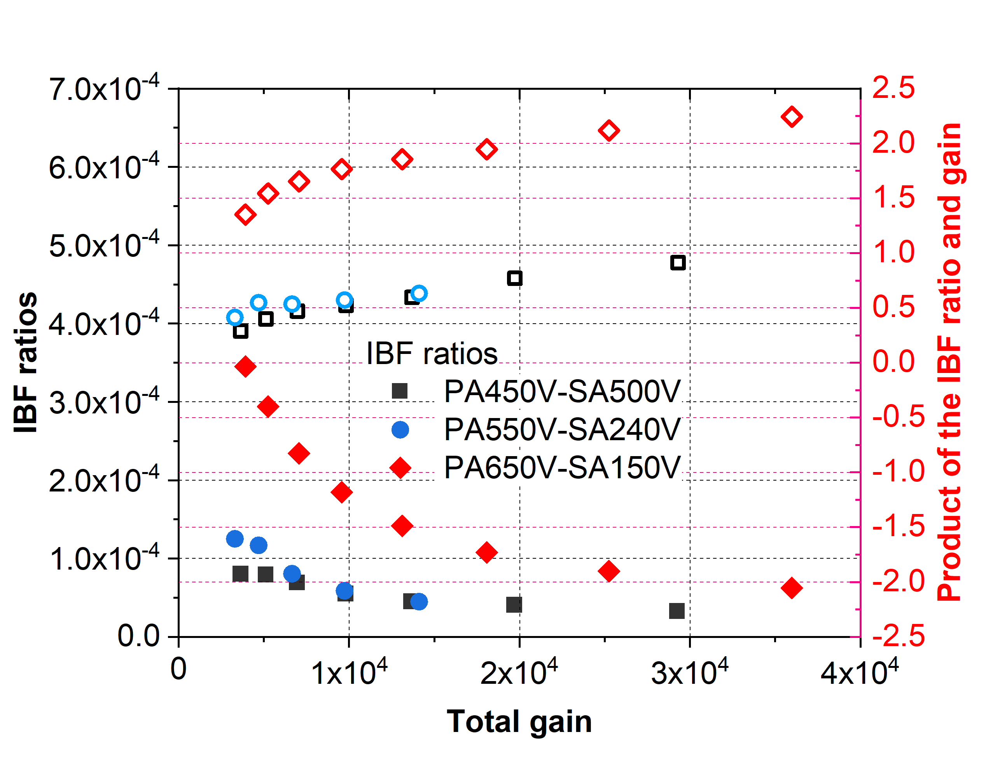 7.0x10⁻⁴
6.0x10⁻⁴
5.0x10⁻⁴
4.0x10⁻⁴
3.0x10⁻⁴
2.0x10⁻⁴
1.0x10⁻⁴
0.0
IBF ratios
IBF ratios
PA450V-SA500V
PA550V-SA240V
PA650V-SA150V
2.5
2.0
1.5
1.0
0.5
0.0
-0.5
-1.0
-1.5
-2.0
-2.5
Product of the IBF ratio and gain
0
1x10⁴
2x10⁴
3x10⁴
4x10⁴
Total gain